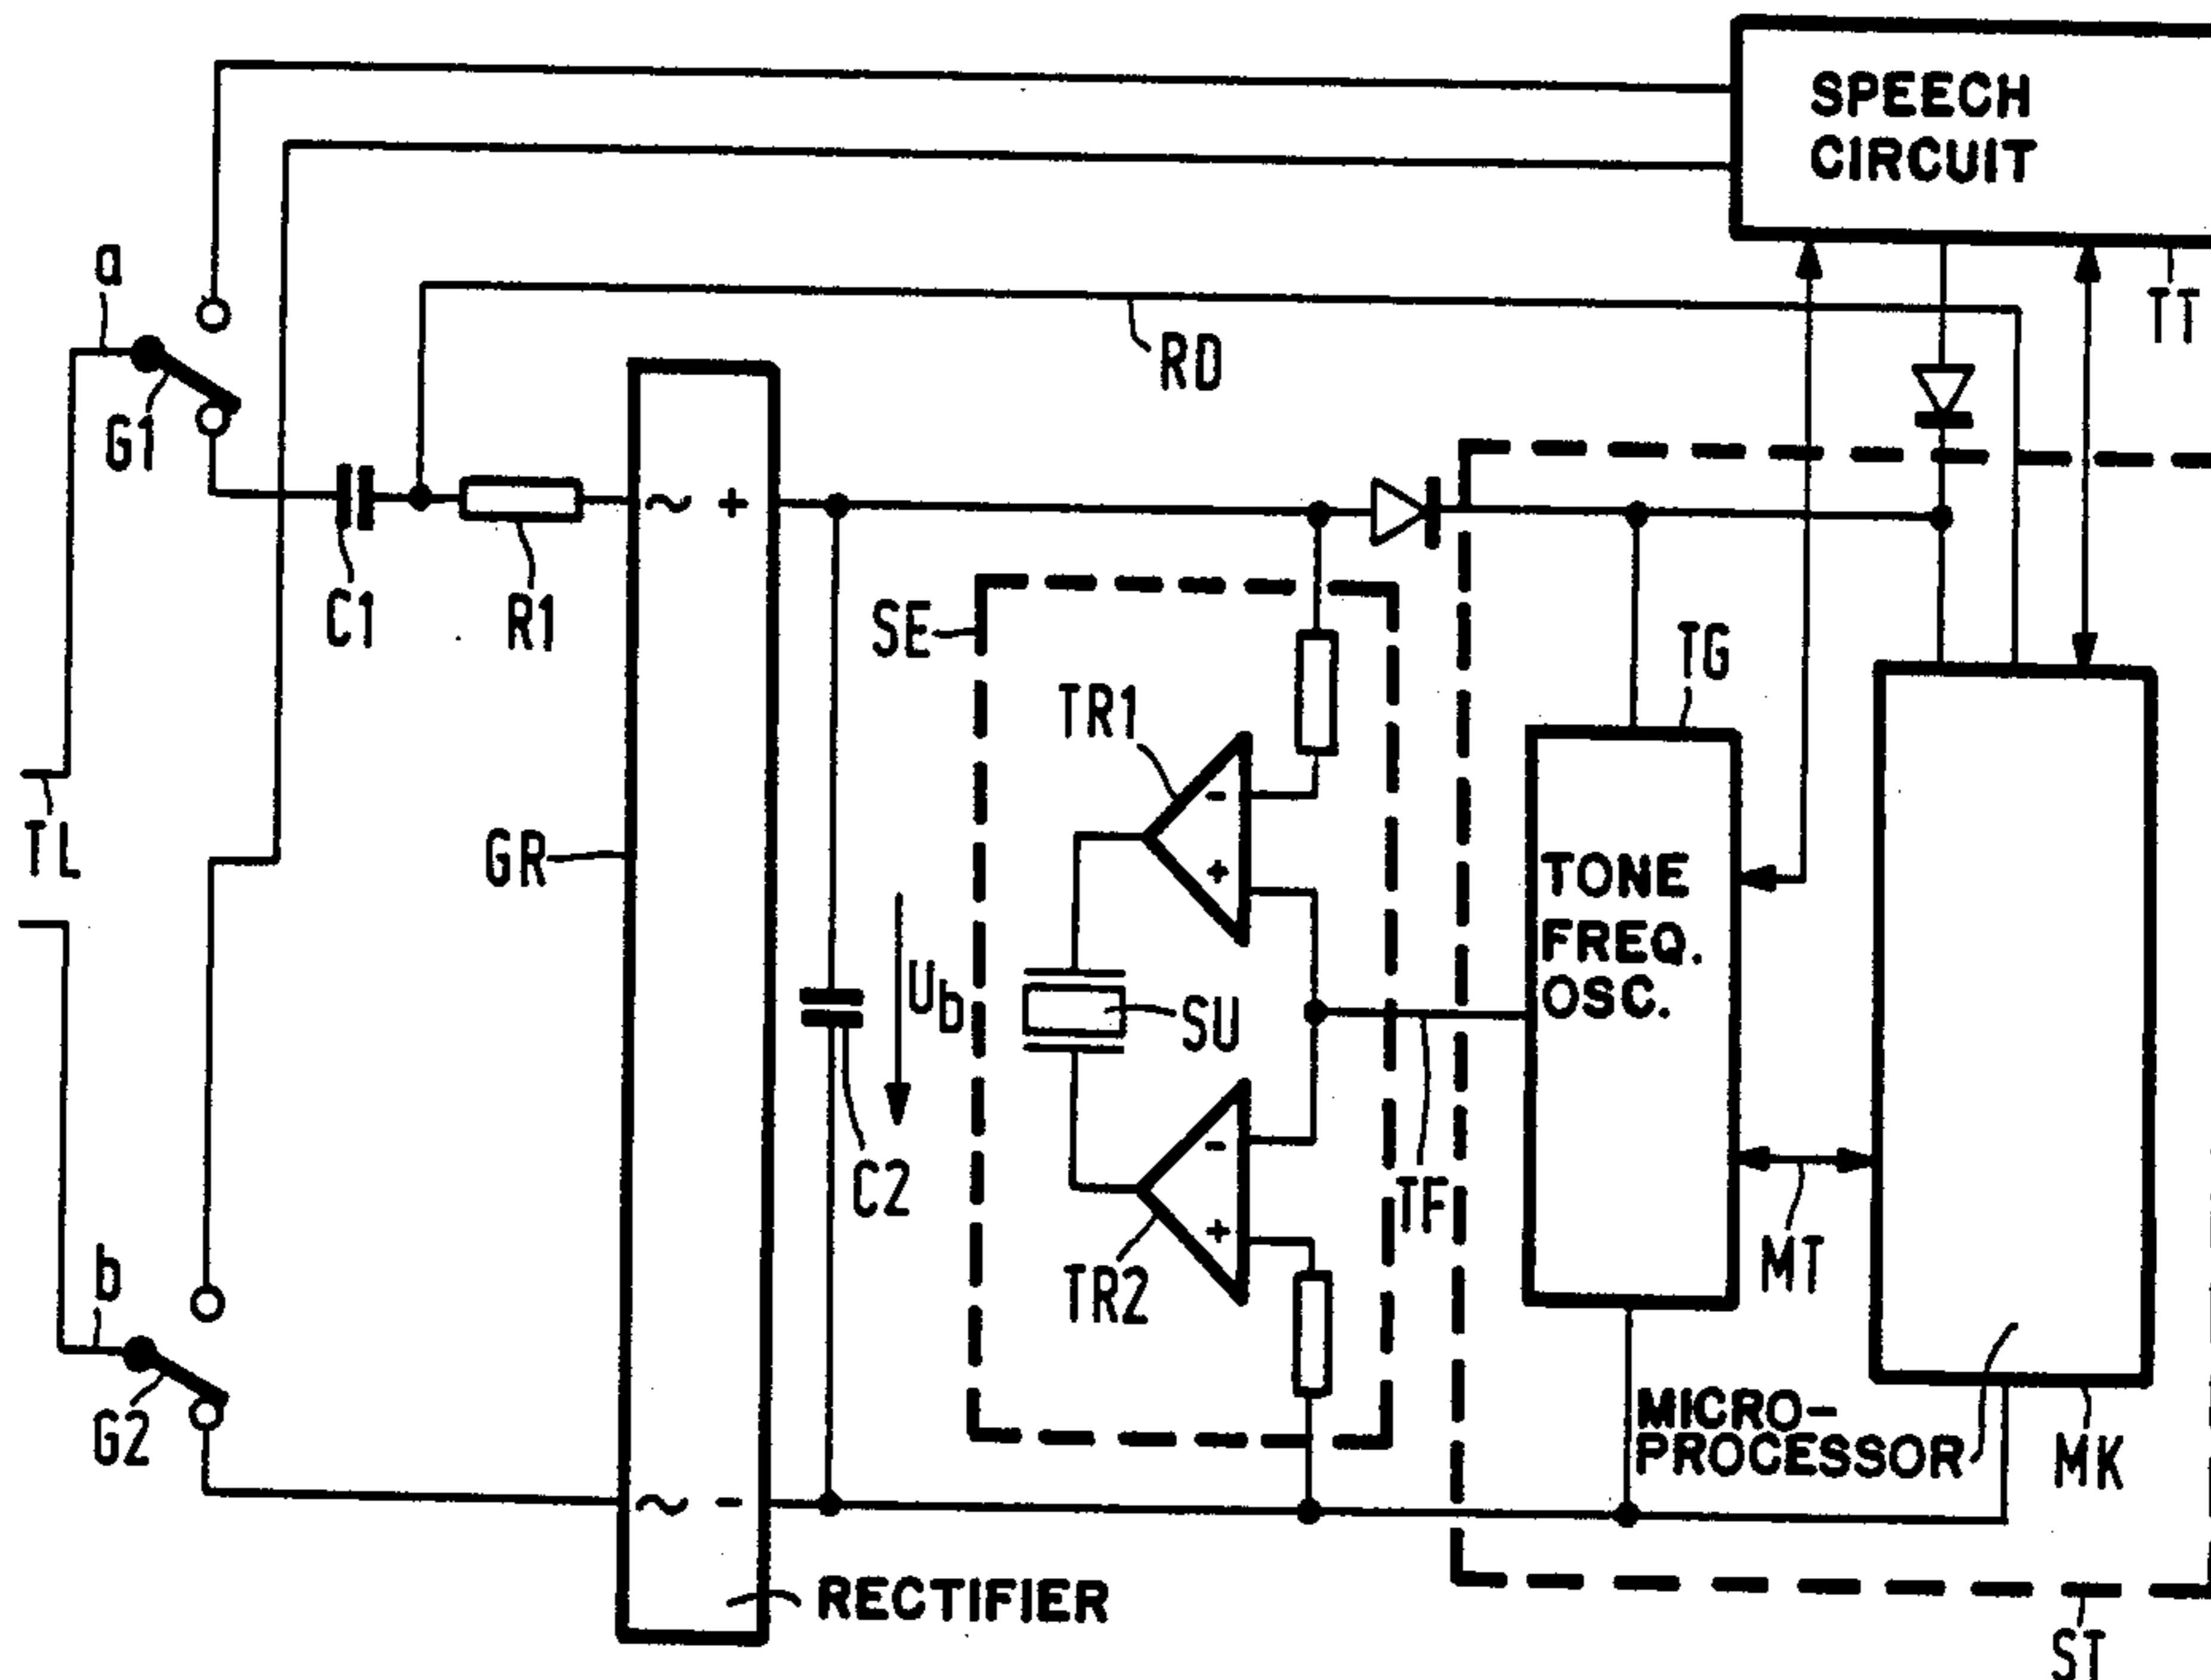 SPEECH
CIRCUIT
a
TT
RD
G1
~ +
C1
R1
SE
TG
TR1
-
TL
GR
+
TONE
FREQ.
OSC.
Ub
SU
-
C2
TF
+
MT
b
TR2
G2
MICRO-
PROCESSOR
MK
~ -
RECTIFIER
ST